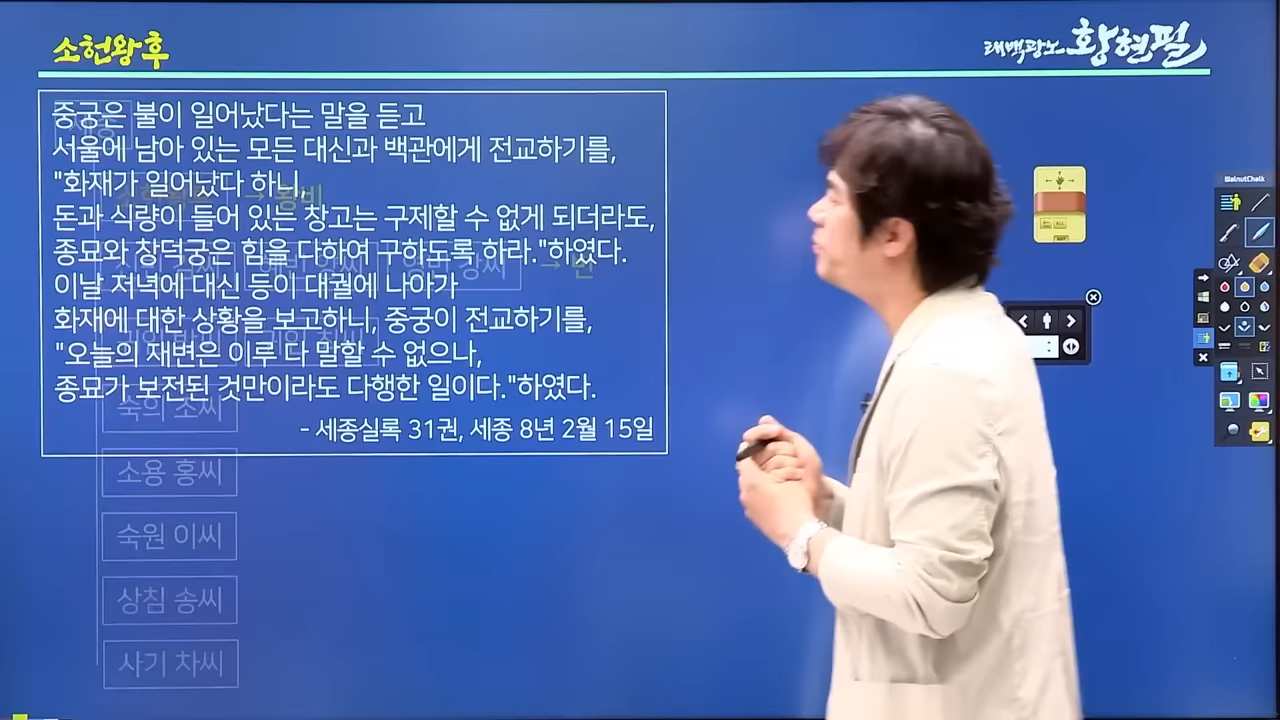 소헌왕후
태백광노 황현필
중궁은 불이 일어났다는 말을 듣고
서울에 남아 있는 모든 대신과 백관에게 전교하기를,
"화재가 일어났다 하니,
돈과 식량이 들어 있는 창고는 구제할 수 없게 되더라도,
종묘와 창덕궁은 힘을 다하여 구하도록 하라."하였다.
이날 저녁에 대신 등이 대궐에 나아가
화재에 대한 상황을 보고하니, 중궁이 전교하기를,
"오늘의 재변은 이루 다 말할 수 없으나,
종묘가 보전된 것만이라도 다행한 일이다."하였다.
- 세종실록 31권, 세종 8년 2월 15일
숙의 조씨
소용 홍씨
숙원 이씨
상침 송씨
사기 차씨
WalnutChalk